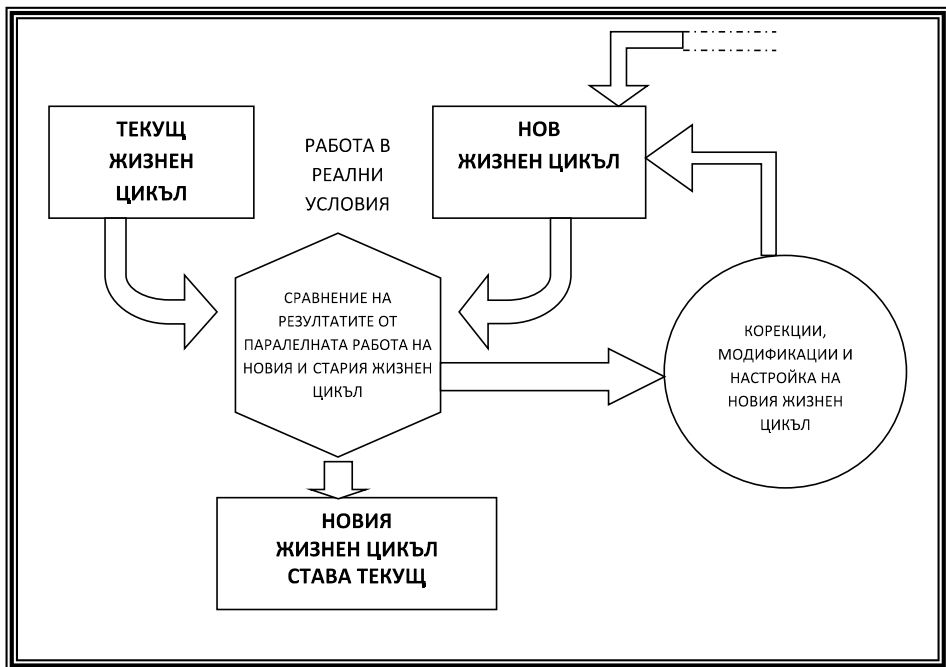 ТЕКУЩ
ЖИЗНЕН
ЦИКЪЛ
РАБОТА В
РЕАЛНИ
УСЛОВИЯ
НОВ
ЖИЗНЕН ЦИКЪЛ
СРАВНЕНИЕ НА
РЕЗУЛТАТИТЕ ОТ
ПАРАЛЕЛНАТА РАБОТА НА
НОВИЯ И СТАРИЯ ЖИЗНЕН
ЦИКЪЛ
КОРЕКЦИИ,
МОДИФИКАЦИИ И
НАСТРОЙКА НА
НОВИЯ ЖИЗНЕН
ЦИКЪЛ
НОВИЯ
ЖИЗНЕН ЦИКЪЛ
СТАВА ТЕКУЩ